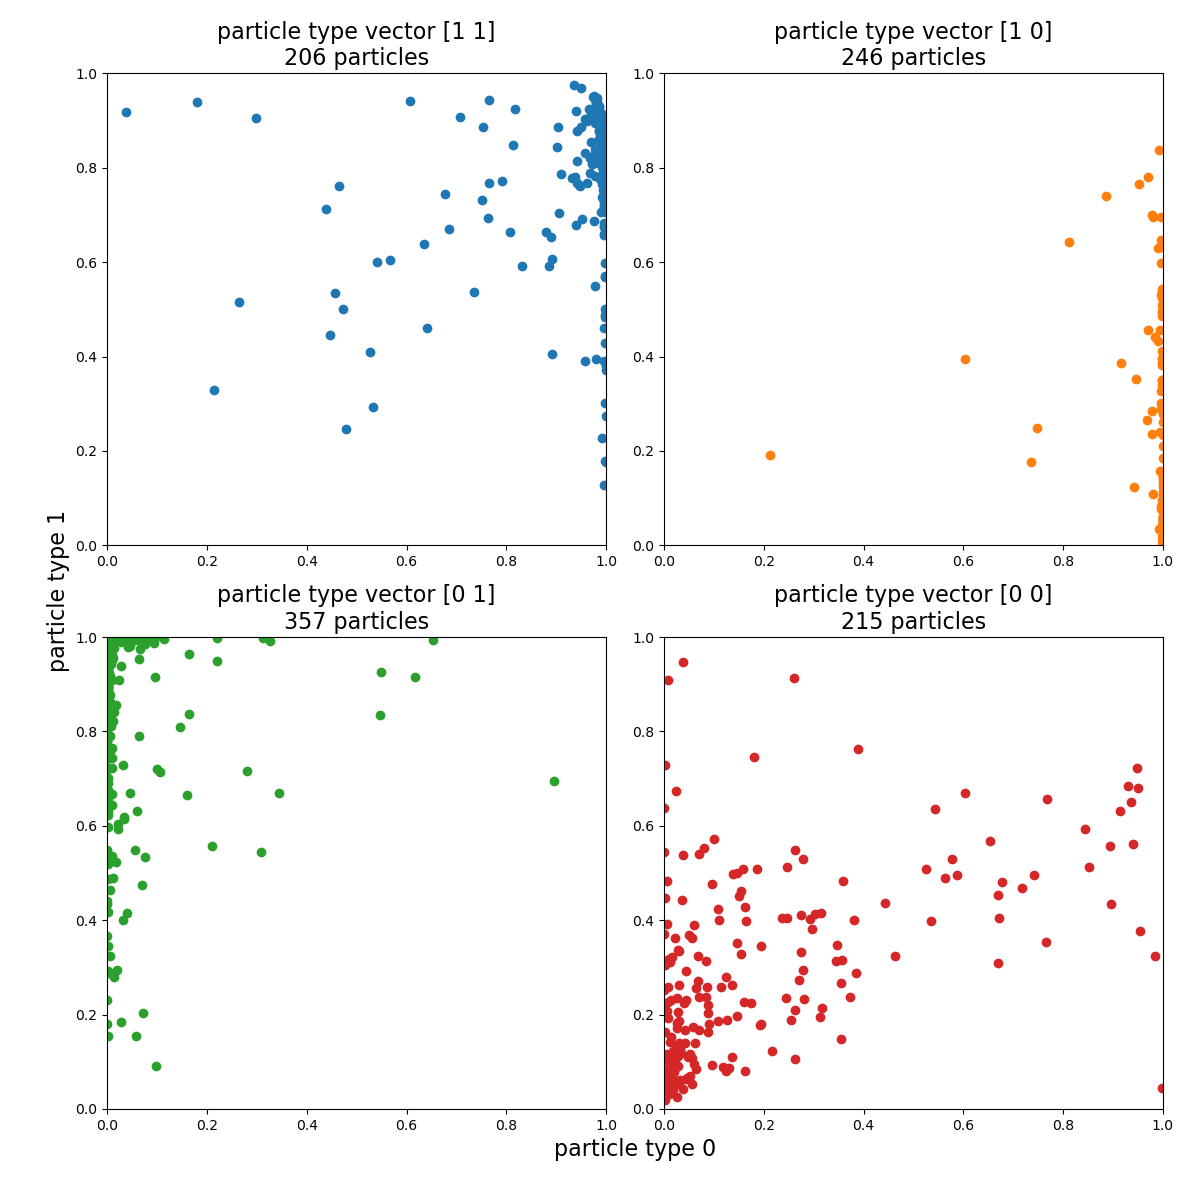 particle type vector [1 1]
206 particles
1.0
0.8
0.6
0.4
0.2
0.0
0.0 0.2 0.4 0.6 0.8 1.0
particle type vector [1 0]
246 particles
1.0
0.8
0.6
0.4
0.2
0.0
0.0 0.2 0.4 0.6 0.8 1.0
particle type 1
particle type vector [0 1]
357 particles
1.0
0.8
0.6
0.4
0.2
0.0
0.0 0.2 0.4 0.6 0.8 1.0
particle type vector [0 0]
215 particles
1.0
0.8
0.6
0.4
0.2
0.0
0.0 0.2 0.4 0.6 0.8 1.0
particle type 0